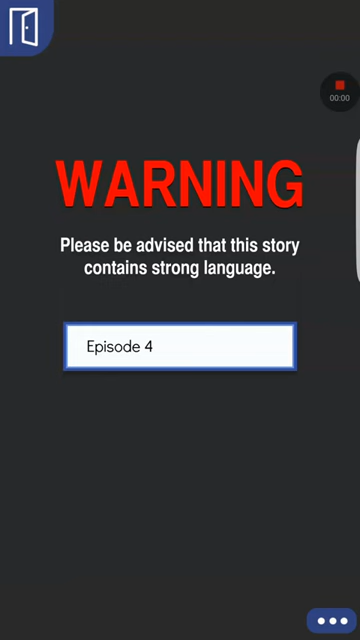 00:00
WARNING
Please be advised that this story
contains strong language.
Episode 4